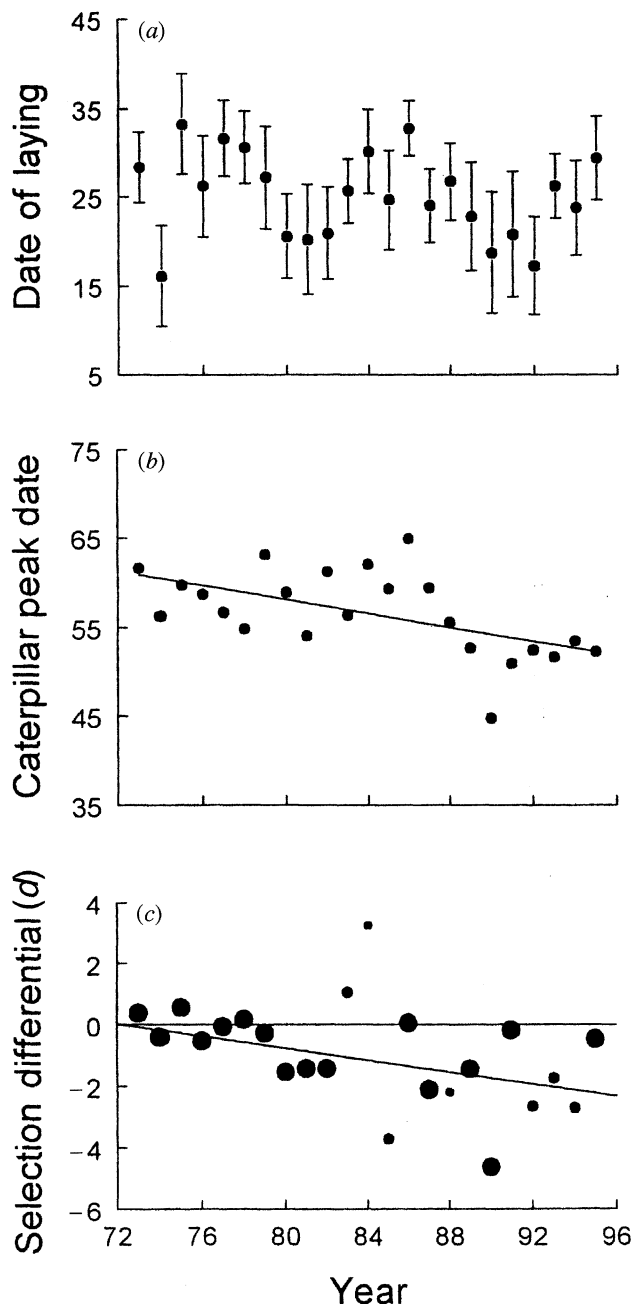 (a)
Date of laying
45
35
25
15
5
(b)
Caterpillar peak date
75
65
55
45
35
(c)
Selection differential (d)
4
2
0
−2
−4
−6
72 76 80 84 88 92 96
Year